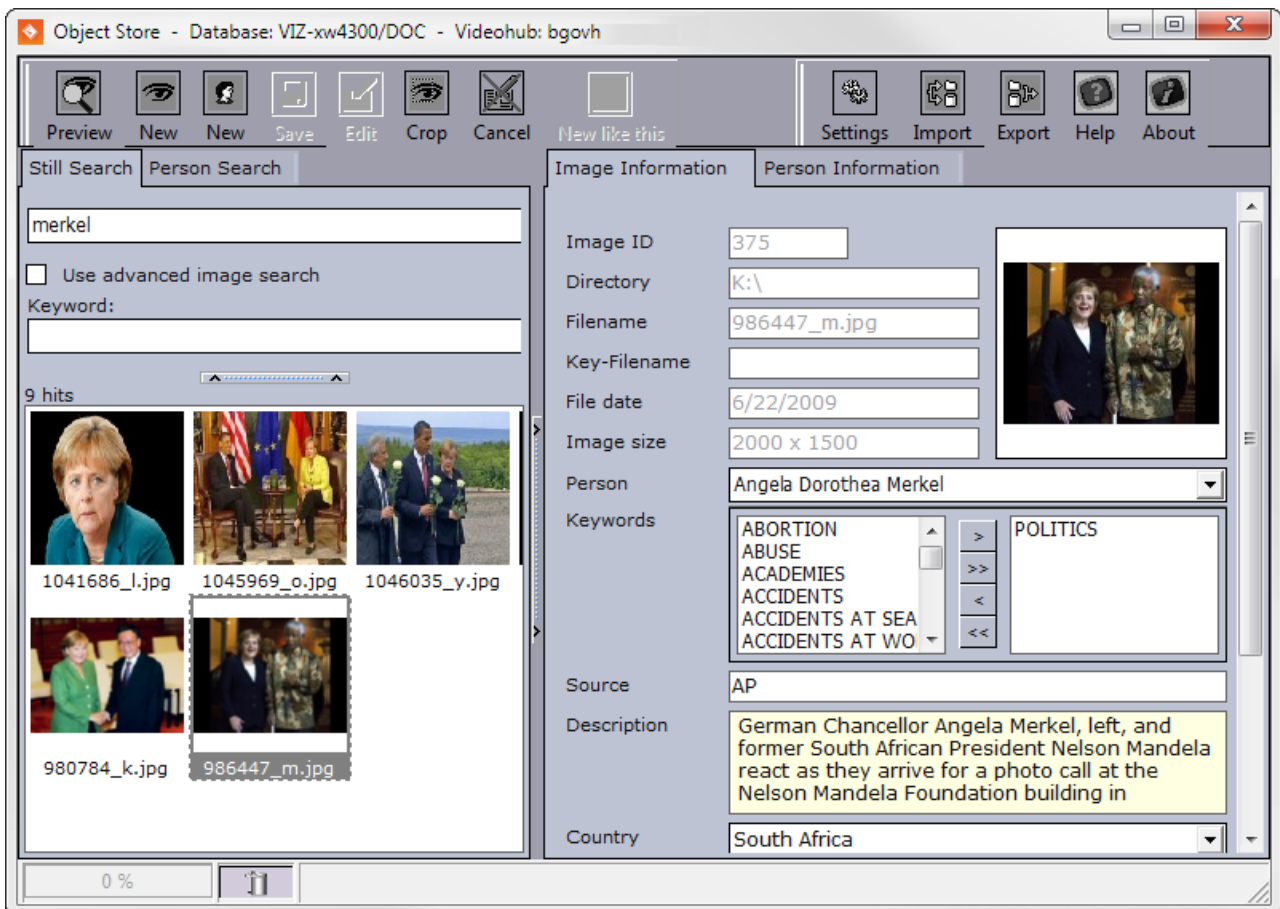 Object Store - Database: VIZ-xw4300/DOC - Videohub: bgovh
Preview New New Save Edit Crop Cancel New like this Settings Import Export Help About
Still Search Person Search
merkel
Use advanced image search
Keyword:
9 hits
1041686_l.jpg 1045969_o.jpg 1046035_y.jpg
980784_k.jpg 986447_m.jpg
Image Information Person Information
Image ID 375
Directory K:\
Filename 986447_m.jpg
Key-Filename
File date 6/22/2009
Image size 2000 x 1500
Person Angela Dorothea Merkel
Keywords
ABORTION
ABUSE
ACADEMIES
ACCIDENTS
ACCIDENTS AT SEA
ACCIDENTS AT WO
>
>>
<
<<
POLITICS
Source AP
Description German Chancellor Angela Merkel, left, and
former South African President Nelson Mandela
react as they arrive for a photo call at the
Nelson Mandela Foundation building in
Country South Africa
0 %